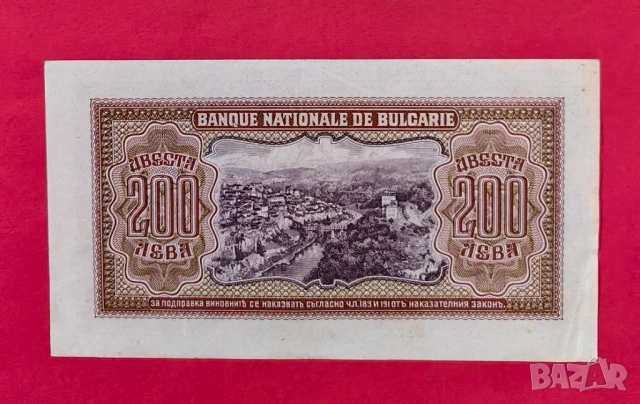 BANQUE NATIONALE DE BULGARIE
ДВЕСТА
200
ЛЕВА
ДВЕСТА
200
ЛЕВА
ЗА ПОДПРАВКА ВИНОВНИТѢ СЕ НАКАЗВАТЪ СЪГЛАСНО ЧЛ.183 И 191 ОТЪ НАКАЗАТЕЛНИЯ ЗАКОНЪ.
BAZAR